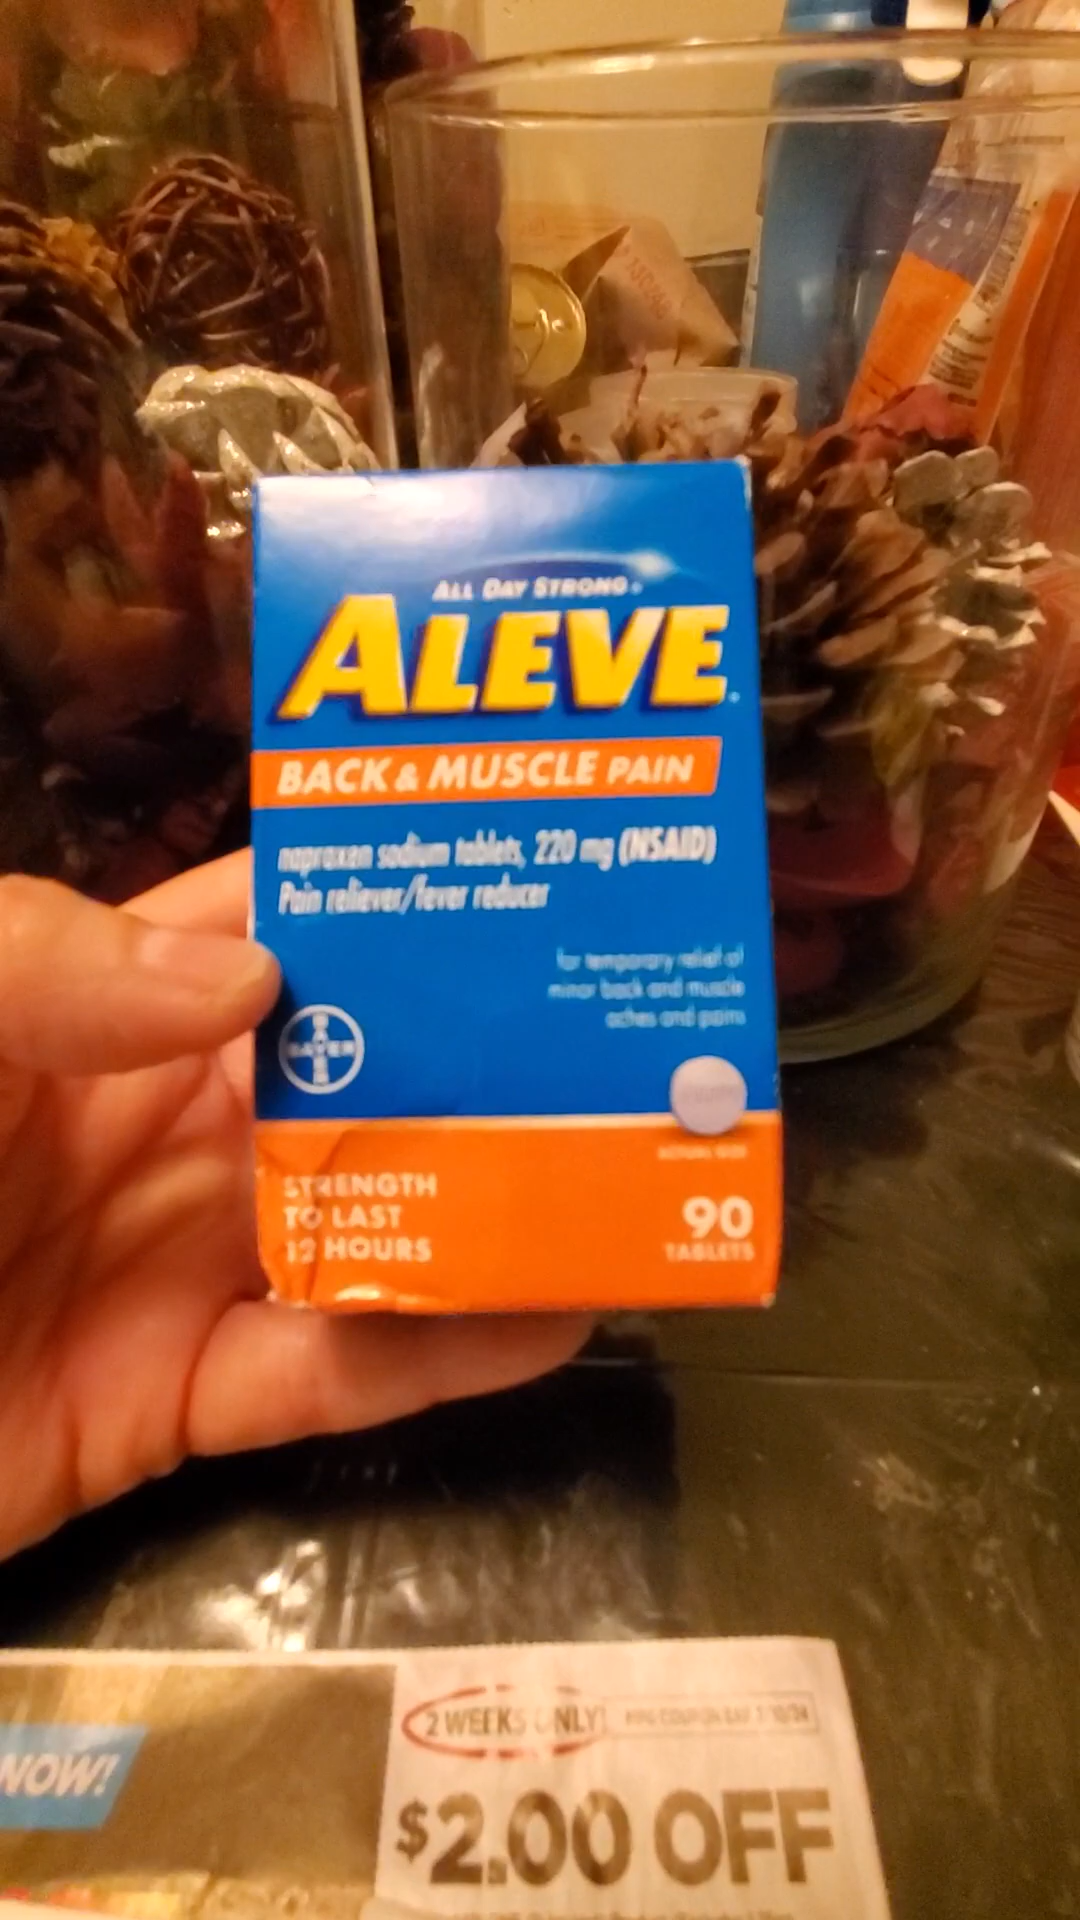 ALL DAY STRONG.
ALEVE
BACK & MUSCLE PAIN
naproxen sodium tablets, 220 mg (NSAID)
Pain reliever/fever reducer
for temporary relief of
minor back and muscle
aches and pains
BAYER
BAYER
ACTUAL SIZE
STRENGTH
TO LAST
12 HOURS
90
TABLETS
2 WEEKS ONLY!
NOW!
$2.00 OFF